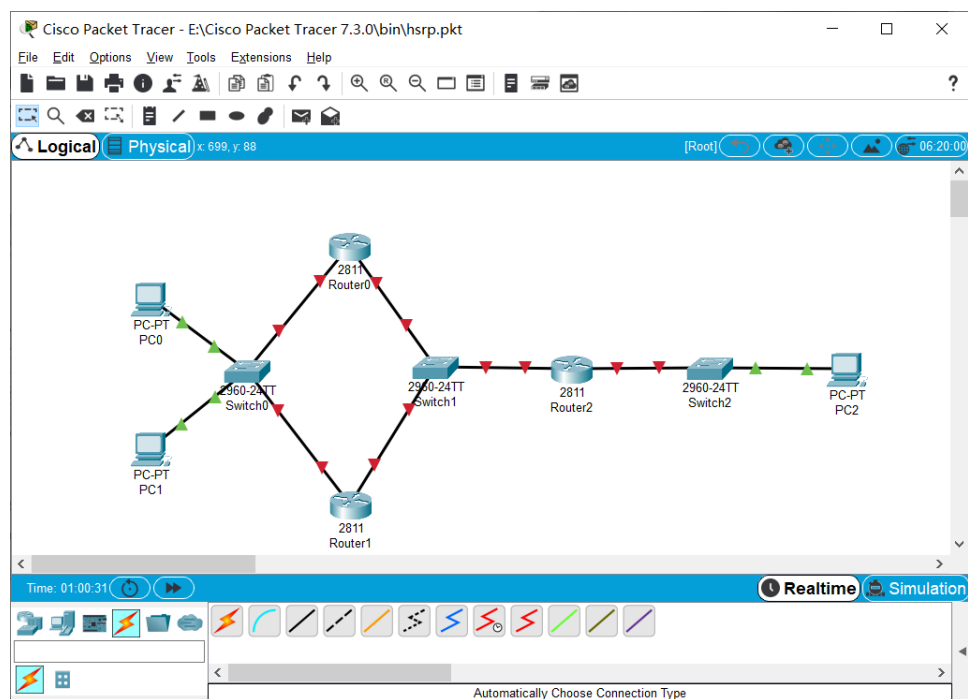 Cisco Packet Tracer - E:\Cisco Packet Tracer 7.3.0\bin\hsrp.pkt
File Edit Options View Tools Extensions Help
?
Logical Physical x: 699, y: 88 [Root] 06:20:00
2811
Router0
PC-PT
PC0
2960-24TT
Switch0
2960-24TT
Switch1
2811
Router2
2960-24TT
Switch2
PC-PT
PC2
PC-PT
PC1
2811
Router1
Time: 01:00:31 Realtime Simulation
Automatically Choose Connection Type